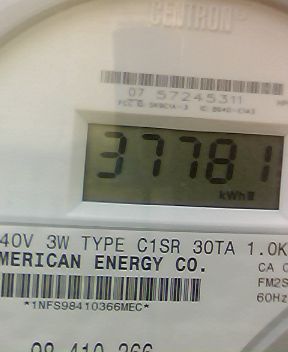 CENTRON
07 57245311
37781
kWh
40V 3W TYPE C1SR 30TA 1.0K
MERICAN ENERGY CO.
CA 0
FM2S
60Hz
*1NFS98410366MEC*
98 410 366